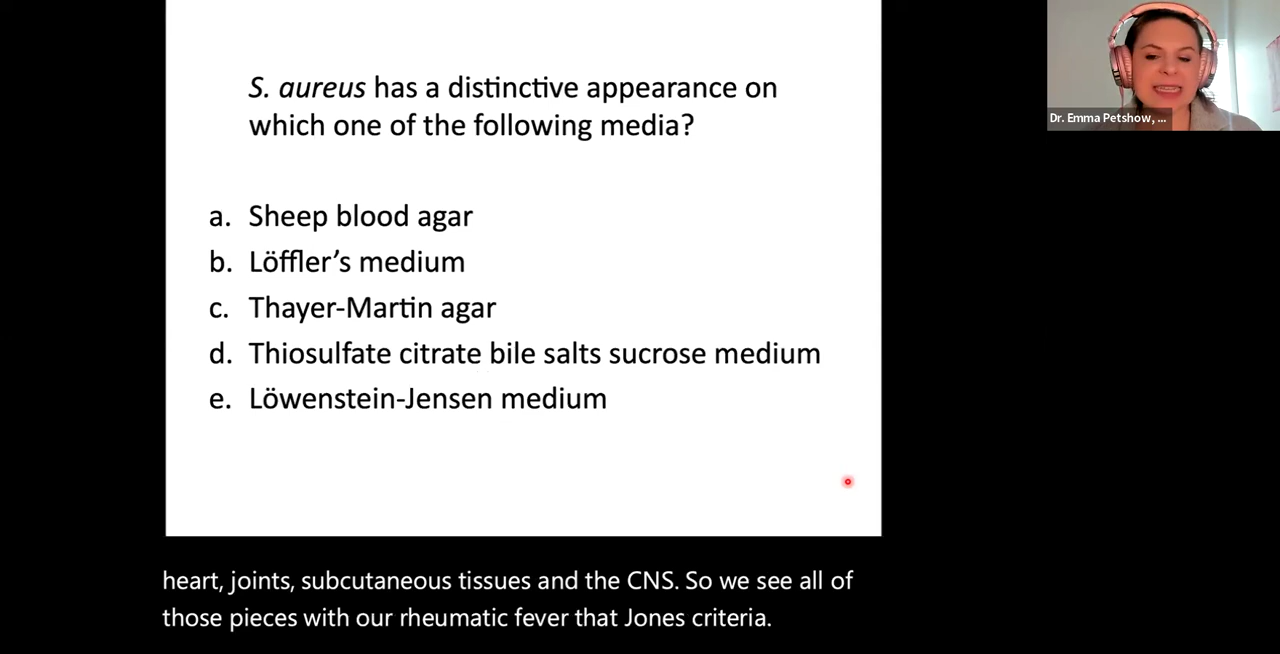 S. aureus has a distinctive appearance on
which one of the following media?
a. Sheep blood agar
b. Löffler’s medium
c. Thayer-Martin agar
d. Thiosulfate citrate bile salts sucrose medium
e. Löwenstein-Jensen medium
Dr. Emma Petshow, ...
heart, joints, subcutaneous tissues and the CNS. So we see all of
those pieces with our rheumatic fever that Jones criteria.